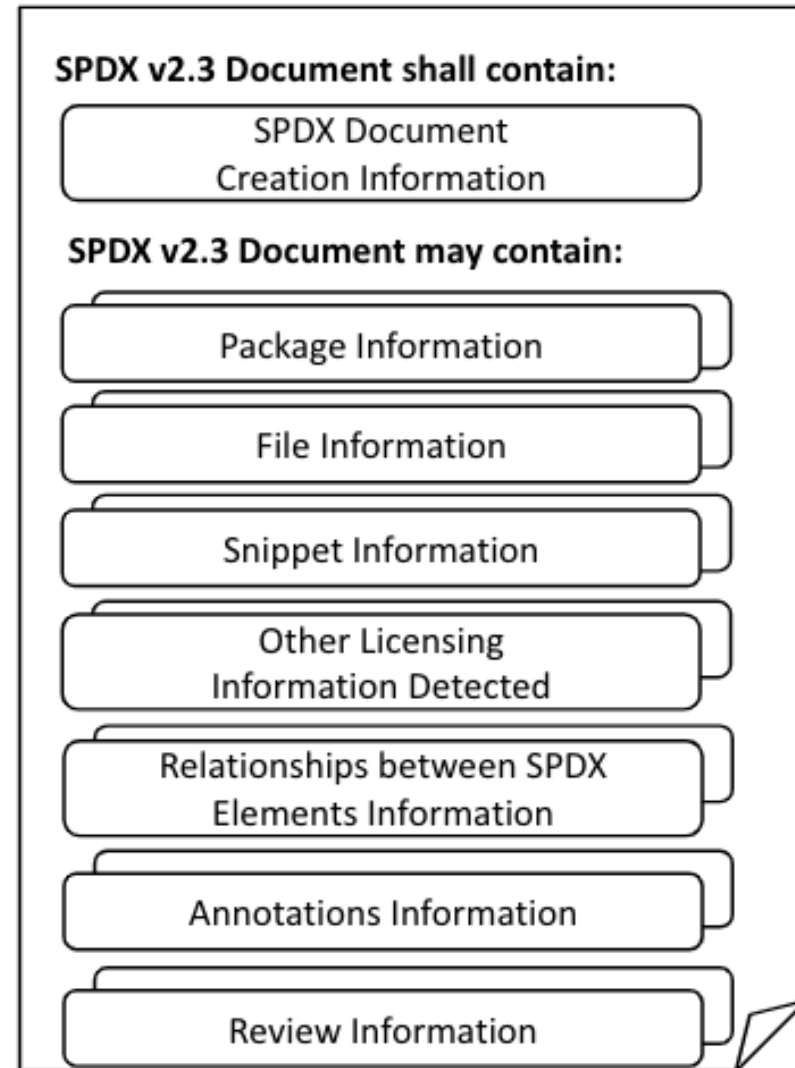 SPDX v2.3 Document shall contain:
SPDX Document
Creation Information
SPDX v2.3 Document may contain:
Package Information
File Information
Snippet Information
Other Licensing
Information Detected
Relationships between SPDX
Elements Information
Annotations Information
Review Information